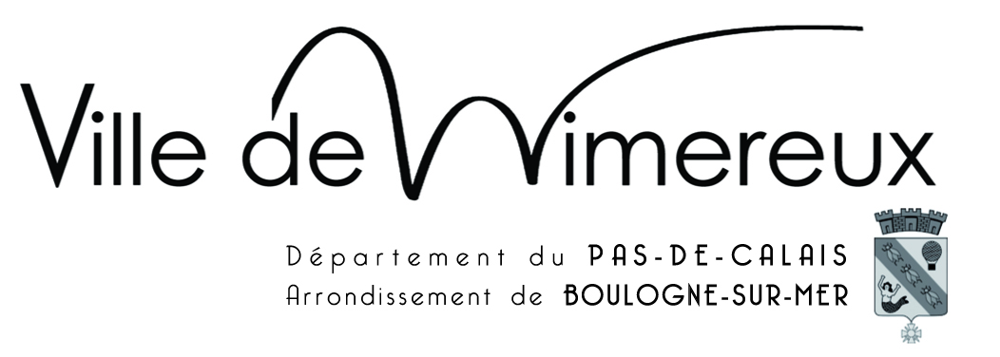 Ville de Wimereux
Département du PAS-DE-CALAIS
Arrondissement de BOULOGNE-SUR-MER